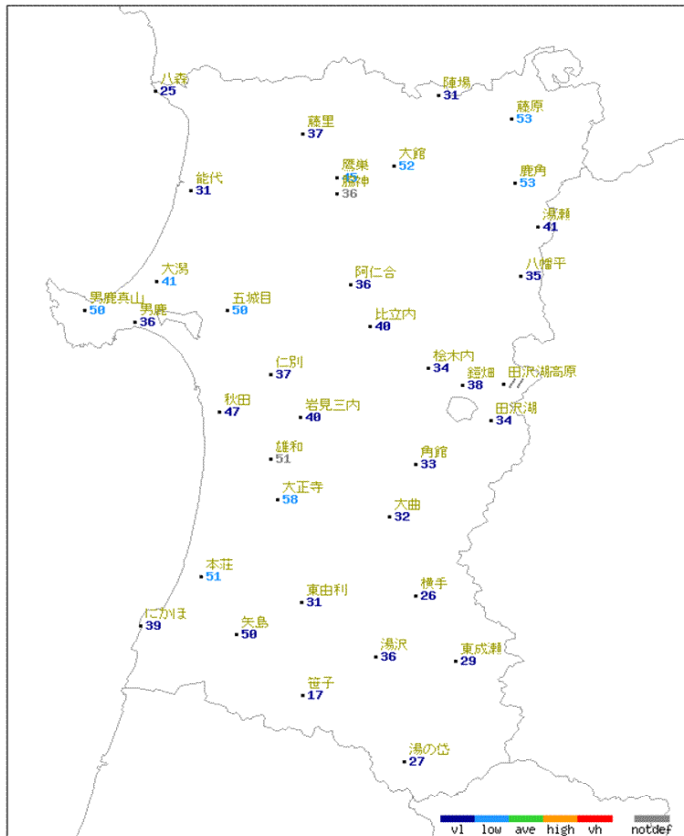 八森
25
陣場
31
藤原
53
藤里
37
大館
52
鷹巣
45
脇神
36
鹿角
53
能代
31
湯瀬
41
八幡平
35
大潟
41
阿仁合
36
男鹿真山
50
男鹿
36
五城目
50
比立内
40
仁別
37
桧木内
34
鎧畑
38
田沢湖高原
//
秋田
47
岩見三内
40
田沢湖
34
雄和
51
角館
33
大正寺
58
大曲
32
本荘
51
東由利
31
横手
26
にかほ
39
矢島
50
湯沢
36
東成瀬
29
笹子
17
湯の岱
27
vl low ave high vh notdef